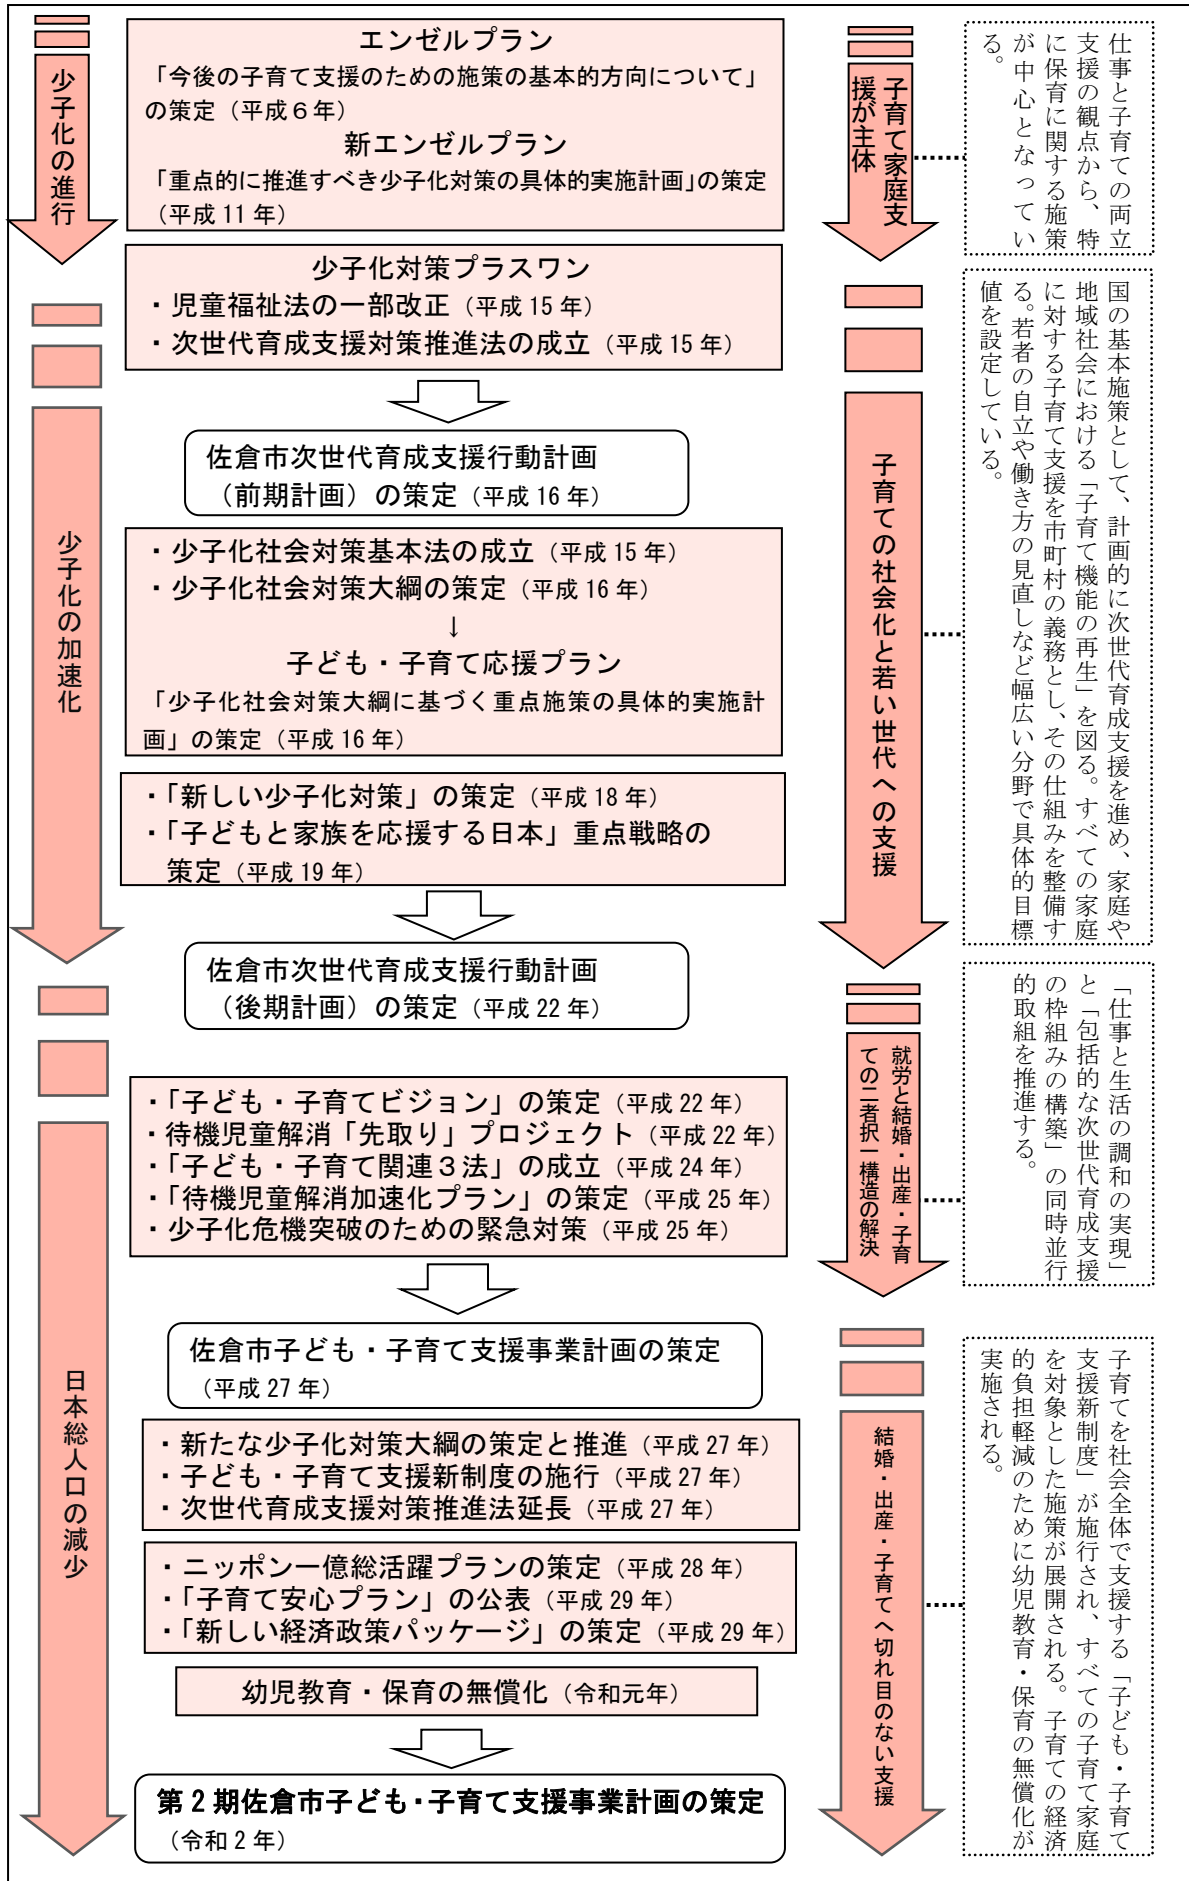 少子化の進行
エンゼルプラン
「今後の子育て支援のための施策の基本的方向について」
の策定（平成６年）
新エンゼルプラン
「重点的に推進すべき少子化対策の具体的実施計画」の策定
（平成 11 年）
子育て家庭支
援が主体
仕事と子育ての両立
支援の観点から、特
に保育に関する施策
が中心となってい
る。
少子化の加速化
少子化対策プラスワン
・児童福祉法の一部改正（平成 15 年）
・次世代育成支援対策推進法の成立（平成 15 年）
佐倉市次世代育成支援行動計画
（前期計画）の策定（平成 16 年）
・少子化社会対策基本法の成立（平成 15 年）
・少子化社会対策大綱の策定（平成 16 年）
↓
子ども・子育て応援プラン
「少子化社会対策大綱に基づく重点施策の具体的実施計
画」の策定（平成 16 年）
・「新しい少子化対策」の策定（平成 18 年）
・「子どもと家族を応援する日本」重点戦略の
策定（平成 19 年）
佐倉市次世代育成支援行動計画
（後期計画）の策定（平成 22 年）
子育ての社会化と若い世代への支援
国の基本施策として、計画的に次世代育成支援を進め、家庭や
地域社会における「子育て機能の再生」を図る。すべての家庭
に対する子育て支援を市町村の義務とし、その仕組みを整備す
る。若者の自立や働き方の見直しなど幅広い分野で具体的目標
値を設定している。
日本総人口の減少
・「子ども・子育てビジョン」の策定（平成 22 年）
・待機児童解消「先取り」プロジェクト（平成 22 年）
・「子ども・子育て関連３法」の成立（平成 24 年）
・「待機児童解消加速化プラン」の策定（平成 25 年）
・少子化危機突破のための緊急対策（平成 25 年）
就労と結婚・出産・子育
ての二者択一構造の解決
「仕事と生活の調和の実現」
と「包括的な次世代育成支援
の枠組みの構築」の同時並行
的取組を推進する。
佐倉市子ども・子育て支援事業計画の策定
（平成 27 年）
・新たな少子化対策大綱の策定と推進（平成 27 年）
・子ども・子育て支援新制度の施行（平成 27 年）
・次世代育成支援対策推進法延長（平成 27 年）
・ニッポン一億総活躍プランの策定（平成 28 年）
・「子育て安心プラン」の公表（平成 29 年）
・「新しい経済政策パッケージ」の策定（平成 29 年）
幼児教育・保育の無償化（令和元年）
第２期佐倉市子ども・子育て支援事業計画の策定
（令和 2 年）
結婚・出産・子育てへ切れ目のない支援
子育てを社会全体で支援する「子ども・子育て
支援新制度」が施行され、すべての子育て家庭
を対象とした施策が展開される。子育ての経済
的負担軽減のために幼児教育・保育の無償化が
実施される。